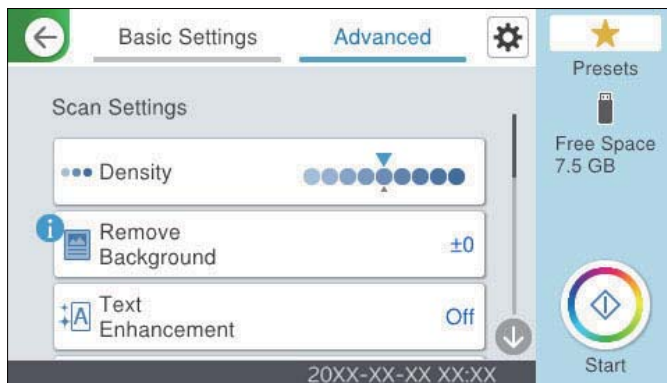 Basic Settings
Advanced
Presets
Scan Settings
Free Space
7.5 GB
Density
Remove
Background
±0
Text
Enhancement
Off
Start
20XX-XX-XX XX:XX